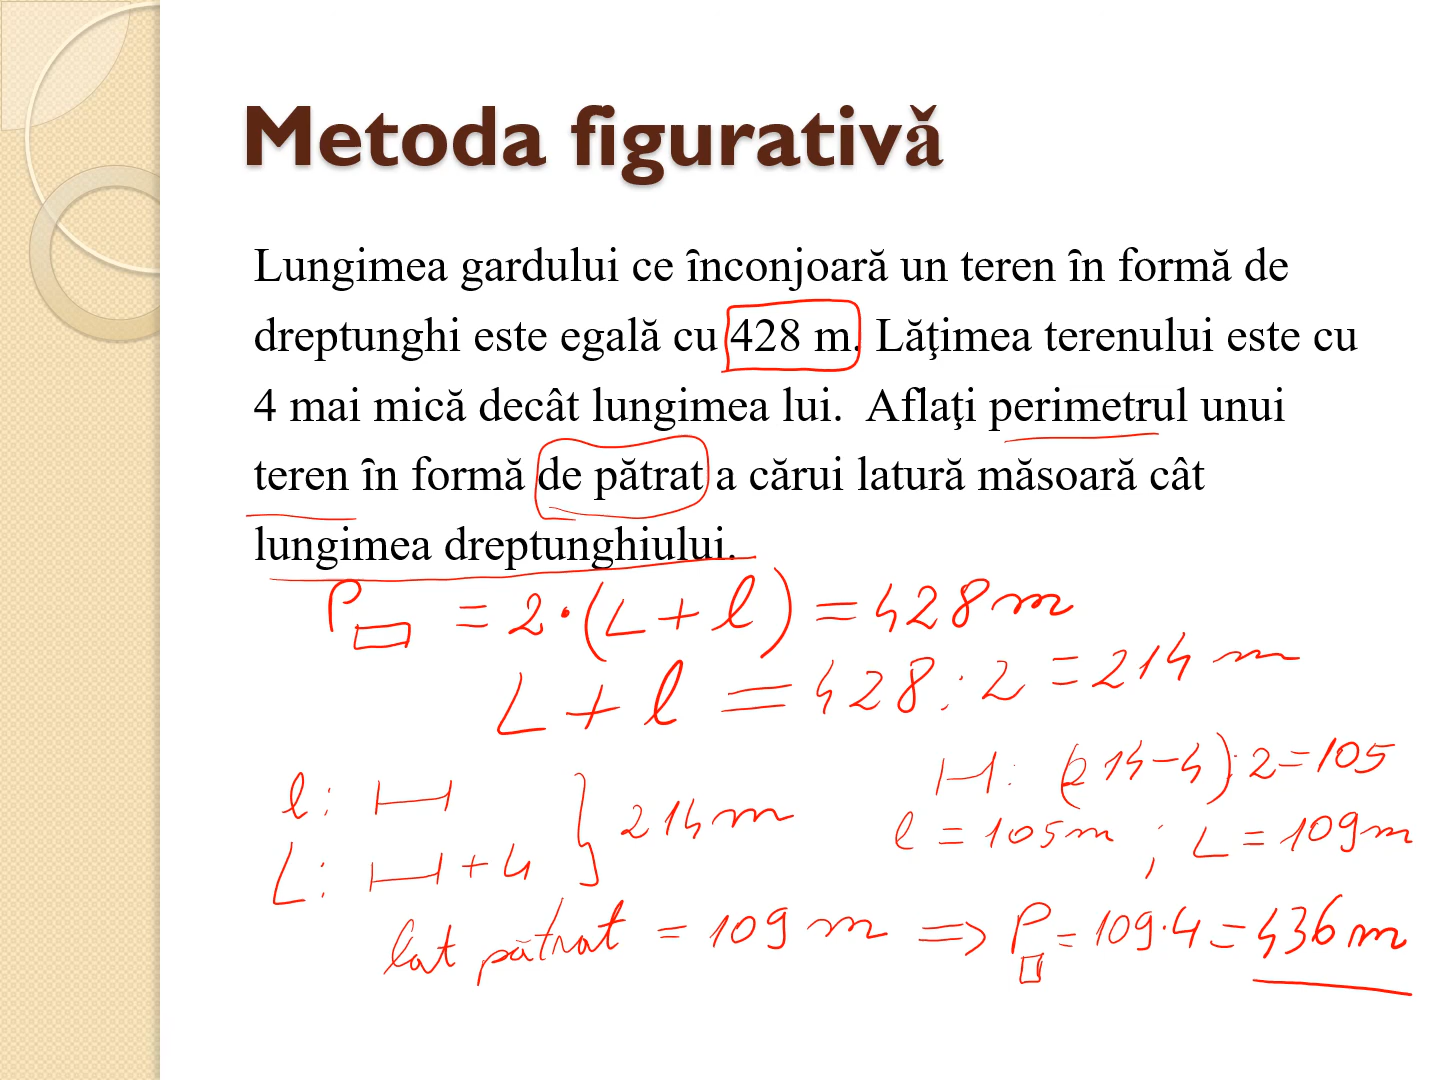 Metoda figurativă
Lungimea gardului ce înconjoară un teren în formă de
dreptunghi este egală cu 428 m. Lăţimea terenului este cu
4 mai mică decât lungimea lui. Aflaţi perimetrul unui
teren în formă de pătrat a cărui latură măsoară cât
lungimea dreptunghiului.
P▭ = 2·(L+l) = 428 m
L + l = 428 : 2 = 214 m
l: |—|
L: |—| + 4 } 214 m
|—|: (214-4):2=105
l = 105m ; L = 109m
lat pătrat = 109 m => P□ = 109·4 = 436 m